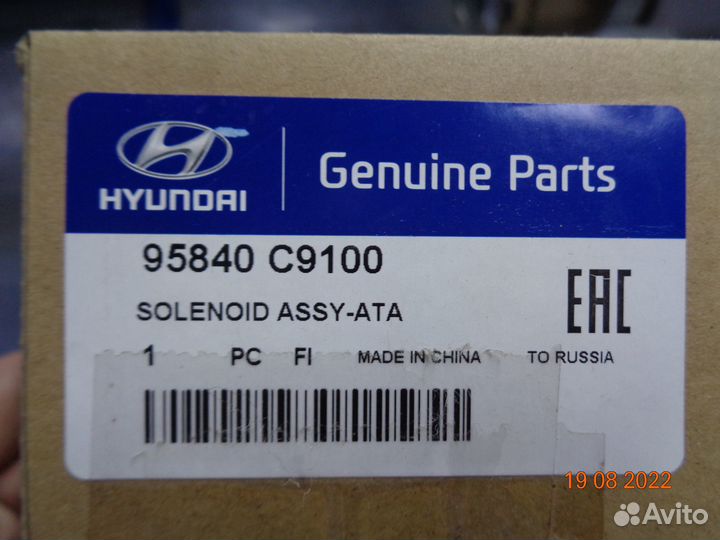 HYUNDAI
Genuine Parts
95840 C9100
SOLENOID ASSY-ATA
EAC
1 PC FI MADE IN CHINA TO RUSSIA
19 08 2022
Avito